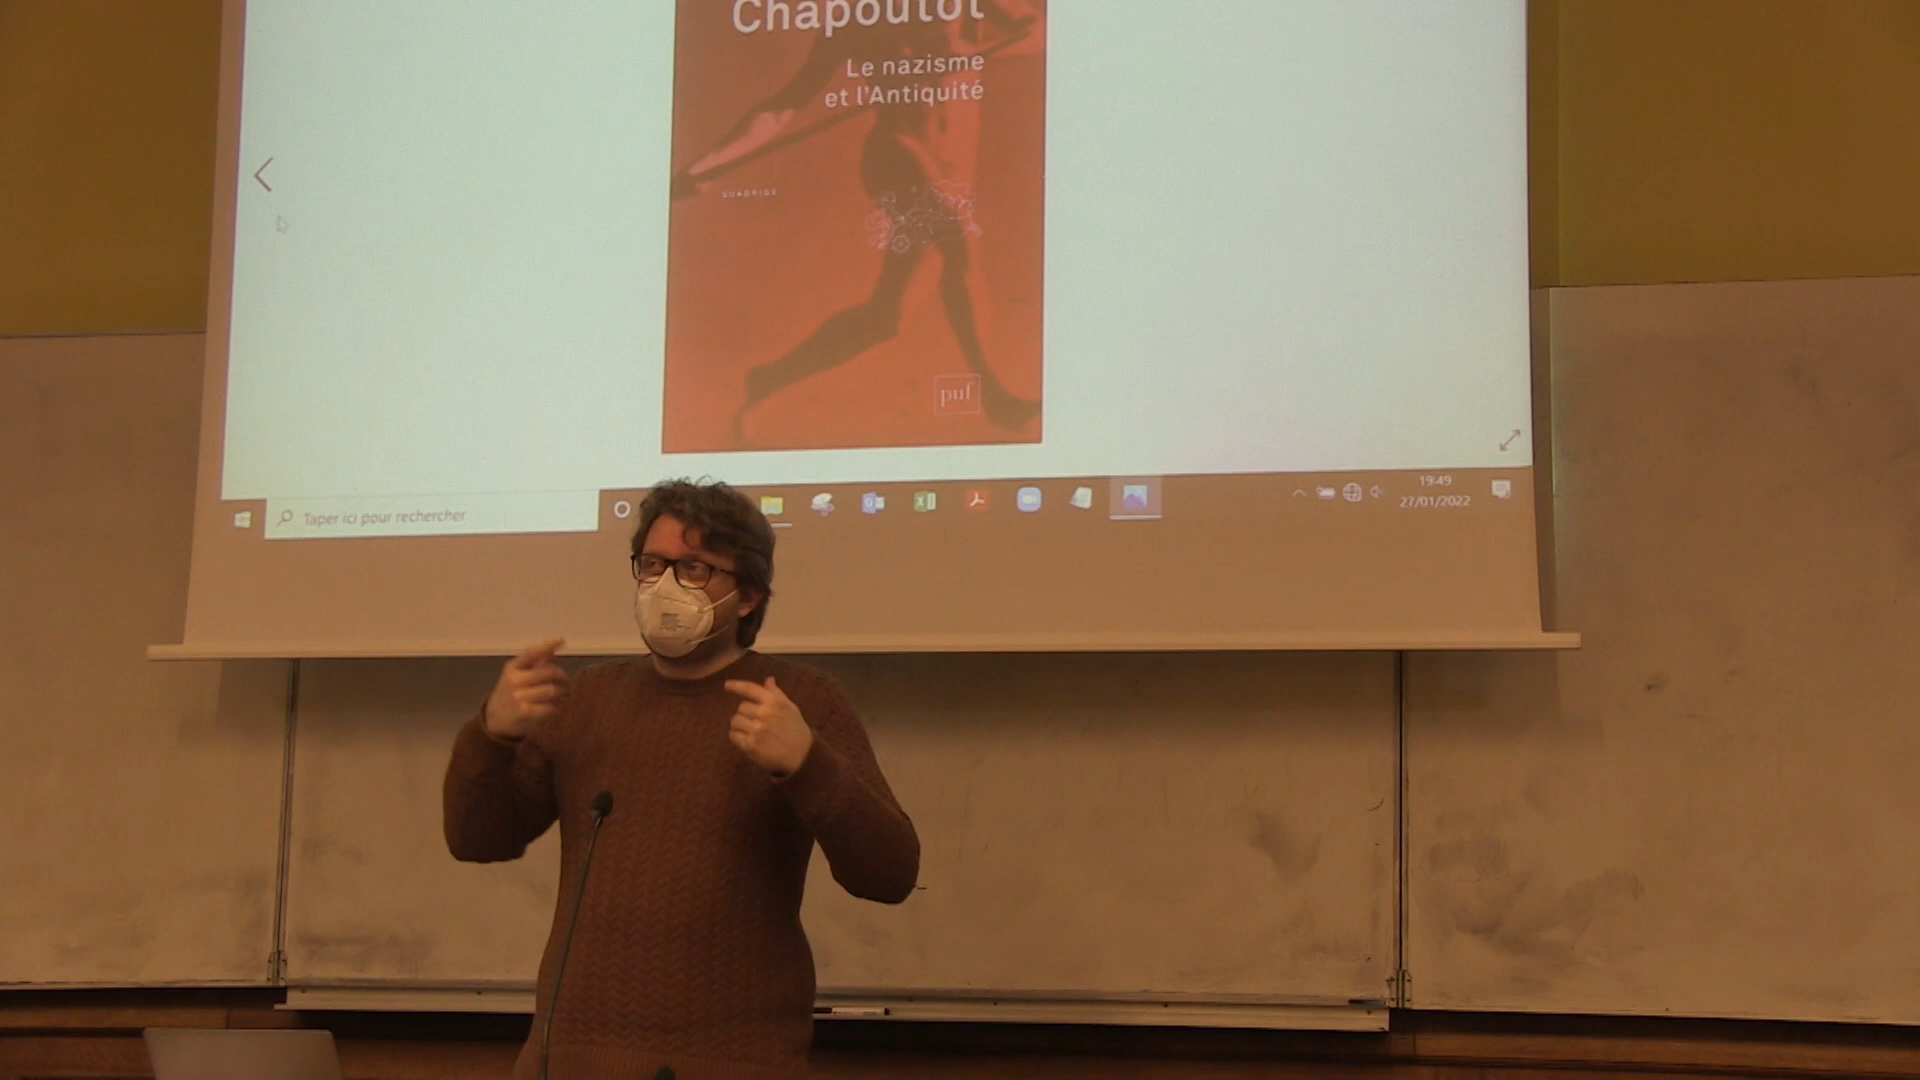 Chapoutot
Le nazisme
et l'Antiquité
QUADRIGE
puf
Taper ici pour rechercher
19:49
27/01/2022